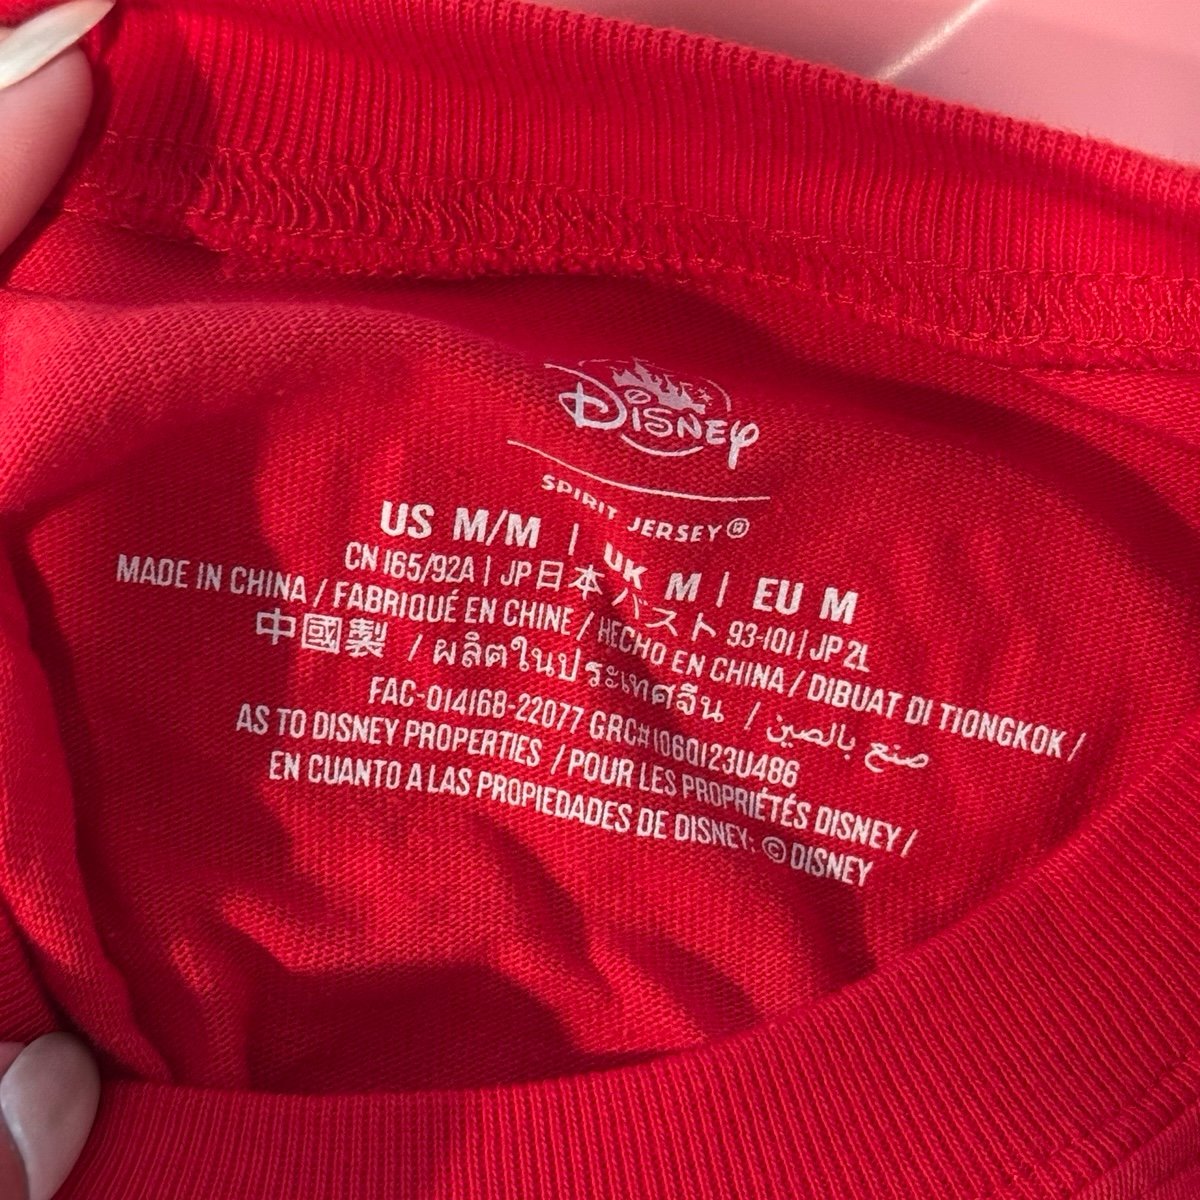 Disney
SPIRIT JERSEY®
US M/M | UK M | EU M
CN 165/92A | JP日本バスト 93-101 | JP 2L
MADE IN CHINA / FABRIQUÉ EN CHINE / HECHO EN CHINA / DIBUAT DI TIONGKOK /
中國製 / ผลิตในประเทศจีน / صنع بالصين
FAC-014168-22077 GRC#1060123U486
AS TO DISNEY PROPERTIES / POUR LES PROPRIÉTÉS DISNEY /
EN CUANTO A LAS PROPIEDADES DE DISNEY: © DISNEY